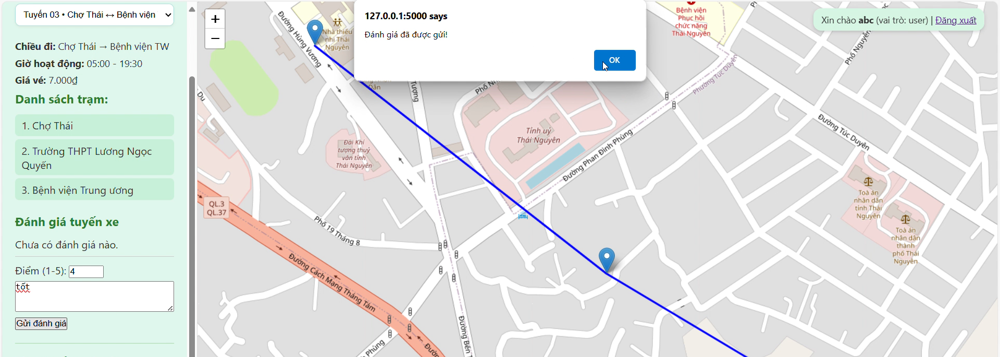 Tuyến 03 • Chợ Thái ↔ Bệnh viện
Chiều đi: Chợ Thái → Bệnh viện TW
Giờ hoạt động: 05:00 - 19:30
Giá vé: 7.000₫
Danh sách trạm:
1. Chợ Thái
2. Trường THPT Lương Ngọc
Quyến
3. Bệnh viện Trung ương
Đánh giá tuyến xe
Chưa có đánh giá nào.
Điểm (1-5): 4
tốt
Gửi đánh giá
+
−
127.0.0.1:5000 says
Đánh giá đã được gửi!
OK
Xin chào abc (vai trò: user) | Đăng xuất
Đường Hùng Vương
Nhà thiếu
nhi Thái
Nguyên
Dân
Du
Tượng
Phố Nh
Bệnh viện
Phục hồi
chức năng
Thái Nguyên
Phường Túc Duyên
Phố Nguyễn
Đường Túc Duyên
Tỉnh uỷ
Thái Nguyên
Đài Khí
tượng thuỷ
văn tỉnh
Thái Nguyên
Đường Phan Đình Phùng
QL.3
QL.37
Phố 19 Tháng 8
Đường Cách Mạng Tháng Tám
Toà án
nhân dân
tỉnh Thái
Nguyên
Toà án
nhân dân
thành
phố Thái
Nguyên
Đường Bến T
Phùng
Đườn